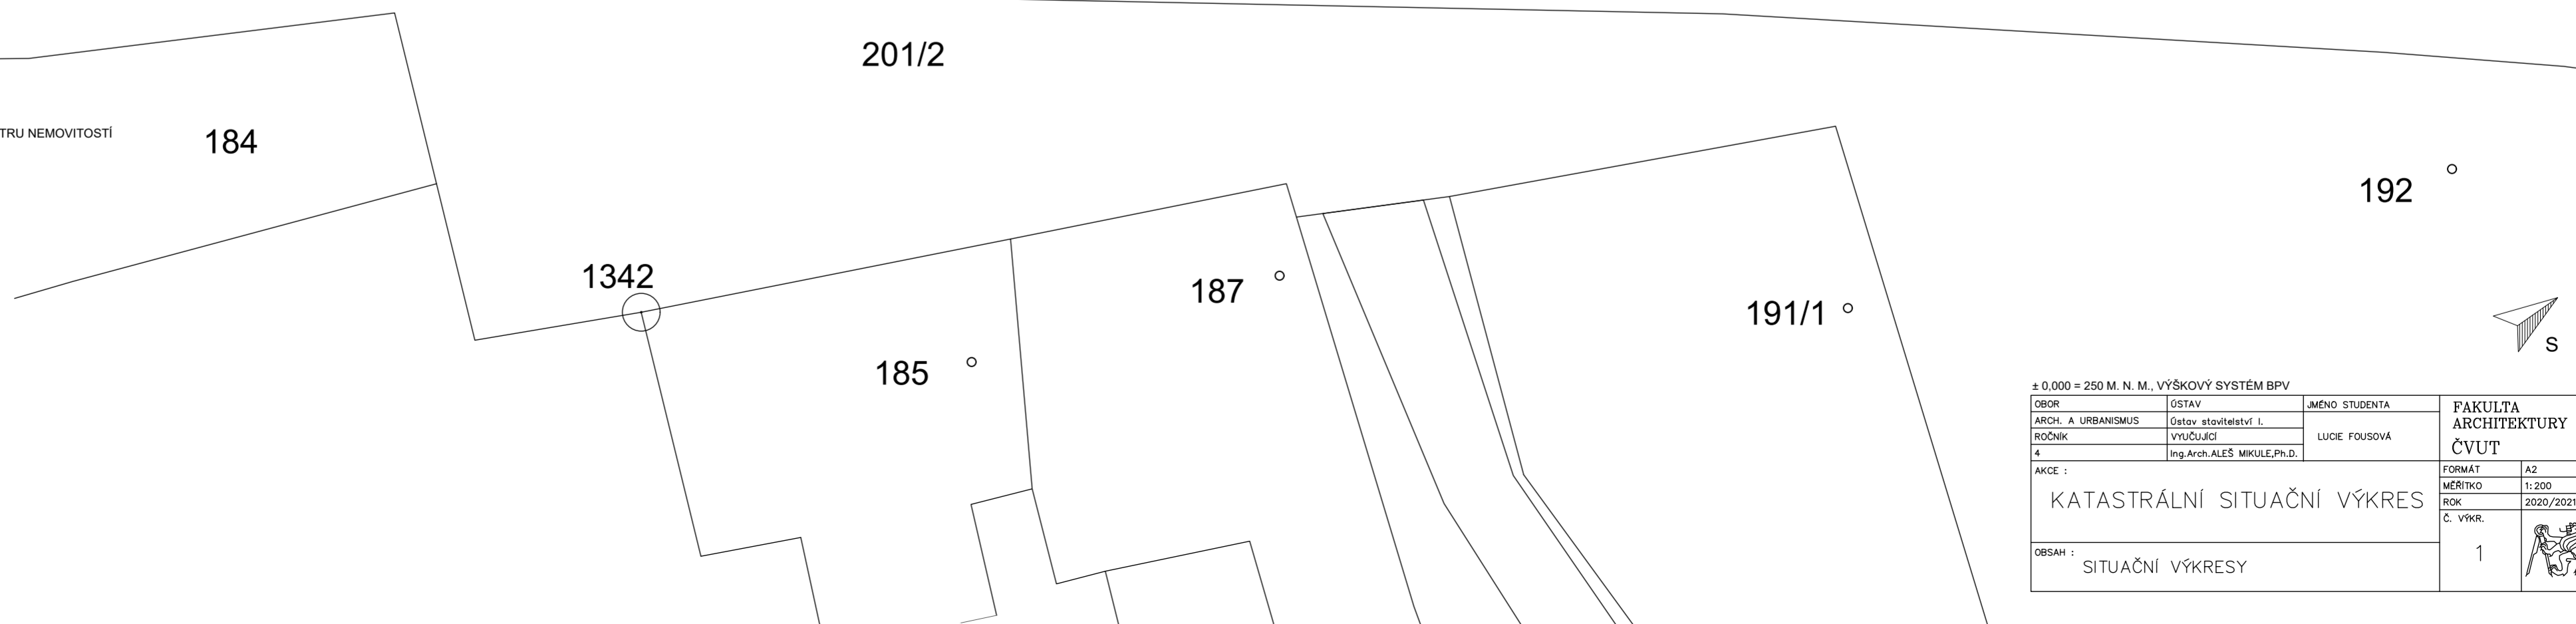 201/2
TRU NEMOVITOSTÍ
184
192
1342
187
191/1
185
S
± 0,000 = 250 M. N. M., VÝŠKOVÝ SYSTÉM BPV
OBOR
ÚSTAV
JMÉNO STUDENTA
FAKULTA
ARCHITEKTURY
ČVUT
ARCH. A URBANISMUS
Ústav stavitelství I.
ROČNÍK
VYUČUJÍCÍ
LUCIE FOUSOVÁ
4
Ing.Arch.ALEŠ MIKULE,Ph.D.
AKCE :
KATASTRÁLNÍ SITUAČNÍ VÝKRES
FORMÁT
A2
MĚŘÍTKO
1:200
ROK
2020/2021
Č. VÝKR.
1
OBSAH :
SITUAČNÍ VÝKRESY